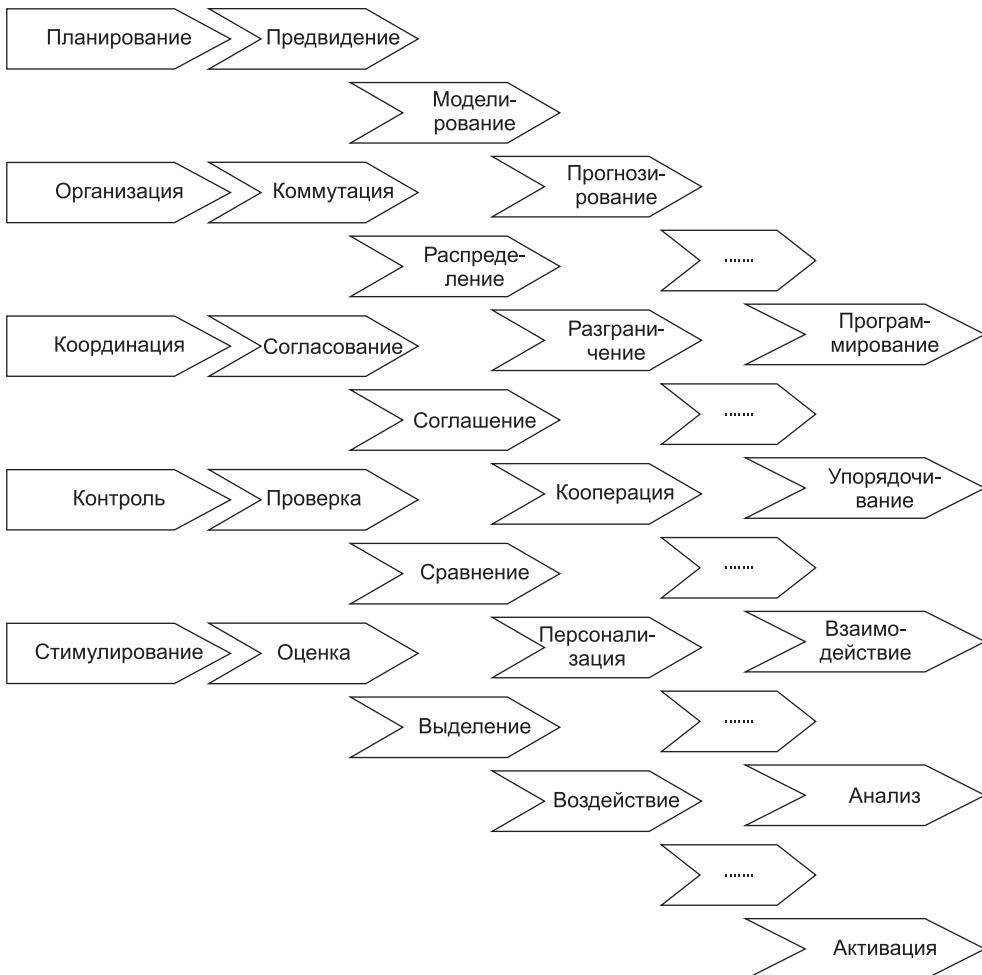 Планирование
Предвидение
Модели-
рование
Организация
Коммутация
Прогнози-
рование
Распреде-
ление
.......
Координация
Согласование
Разграни-
чение
Програм-
мирование
Соглашение
.......
Контроль
Проверка
Кооперация
Упорядочи-
вание
Сравнение
.......
Стимулирование
Оценка
Персонали-
зация
Взаимо-
действие
Выделение
.......
Воздействие
Анализ
.......
Активация